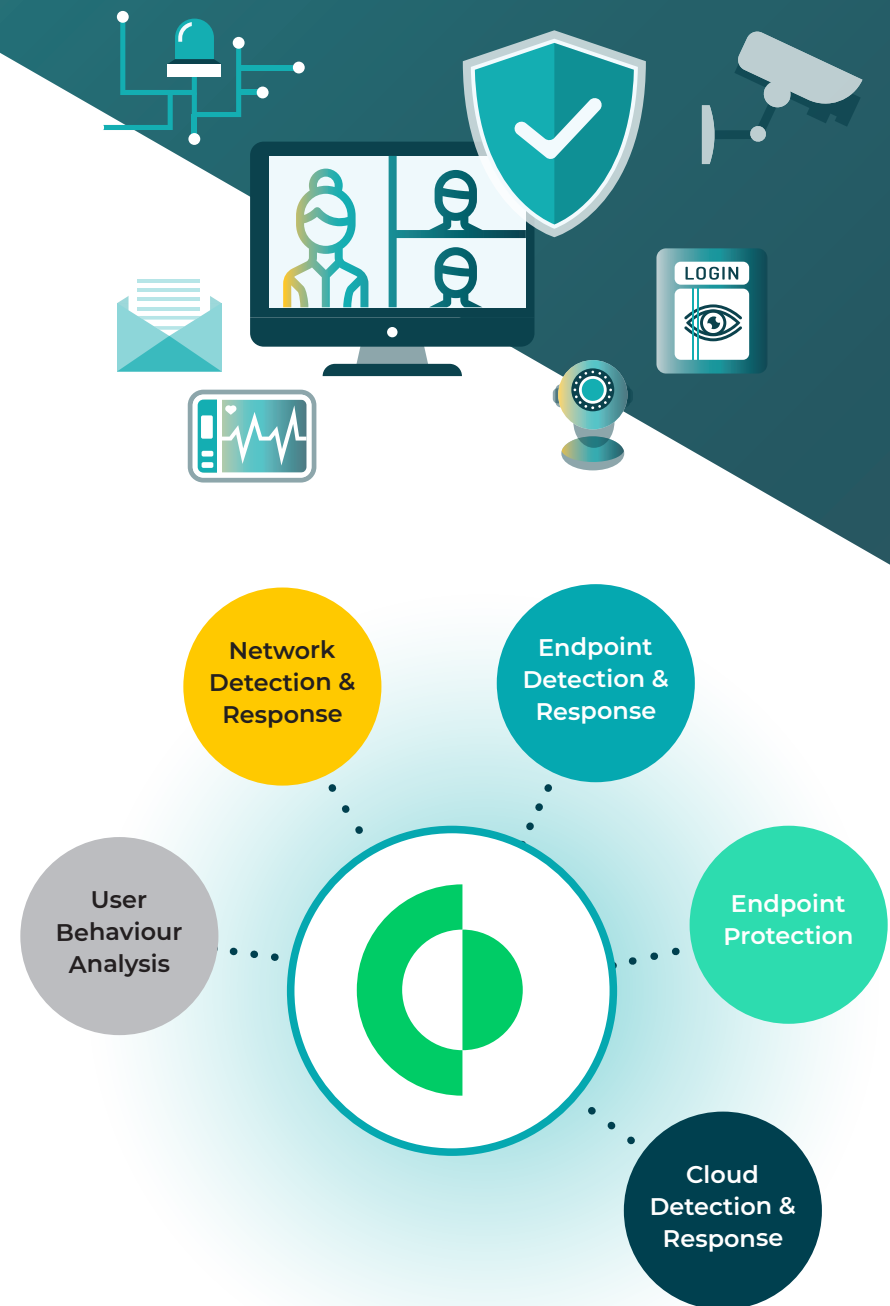 LOGIN
Network
Detection &
Response
Endpoint
Detection &
Response
User
Behaviour
Analysis
Endpoint
Protection
Cloud
Detection &
Response